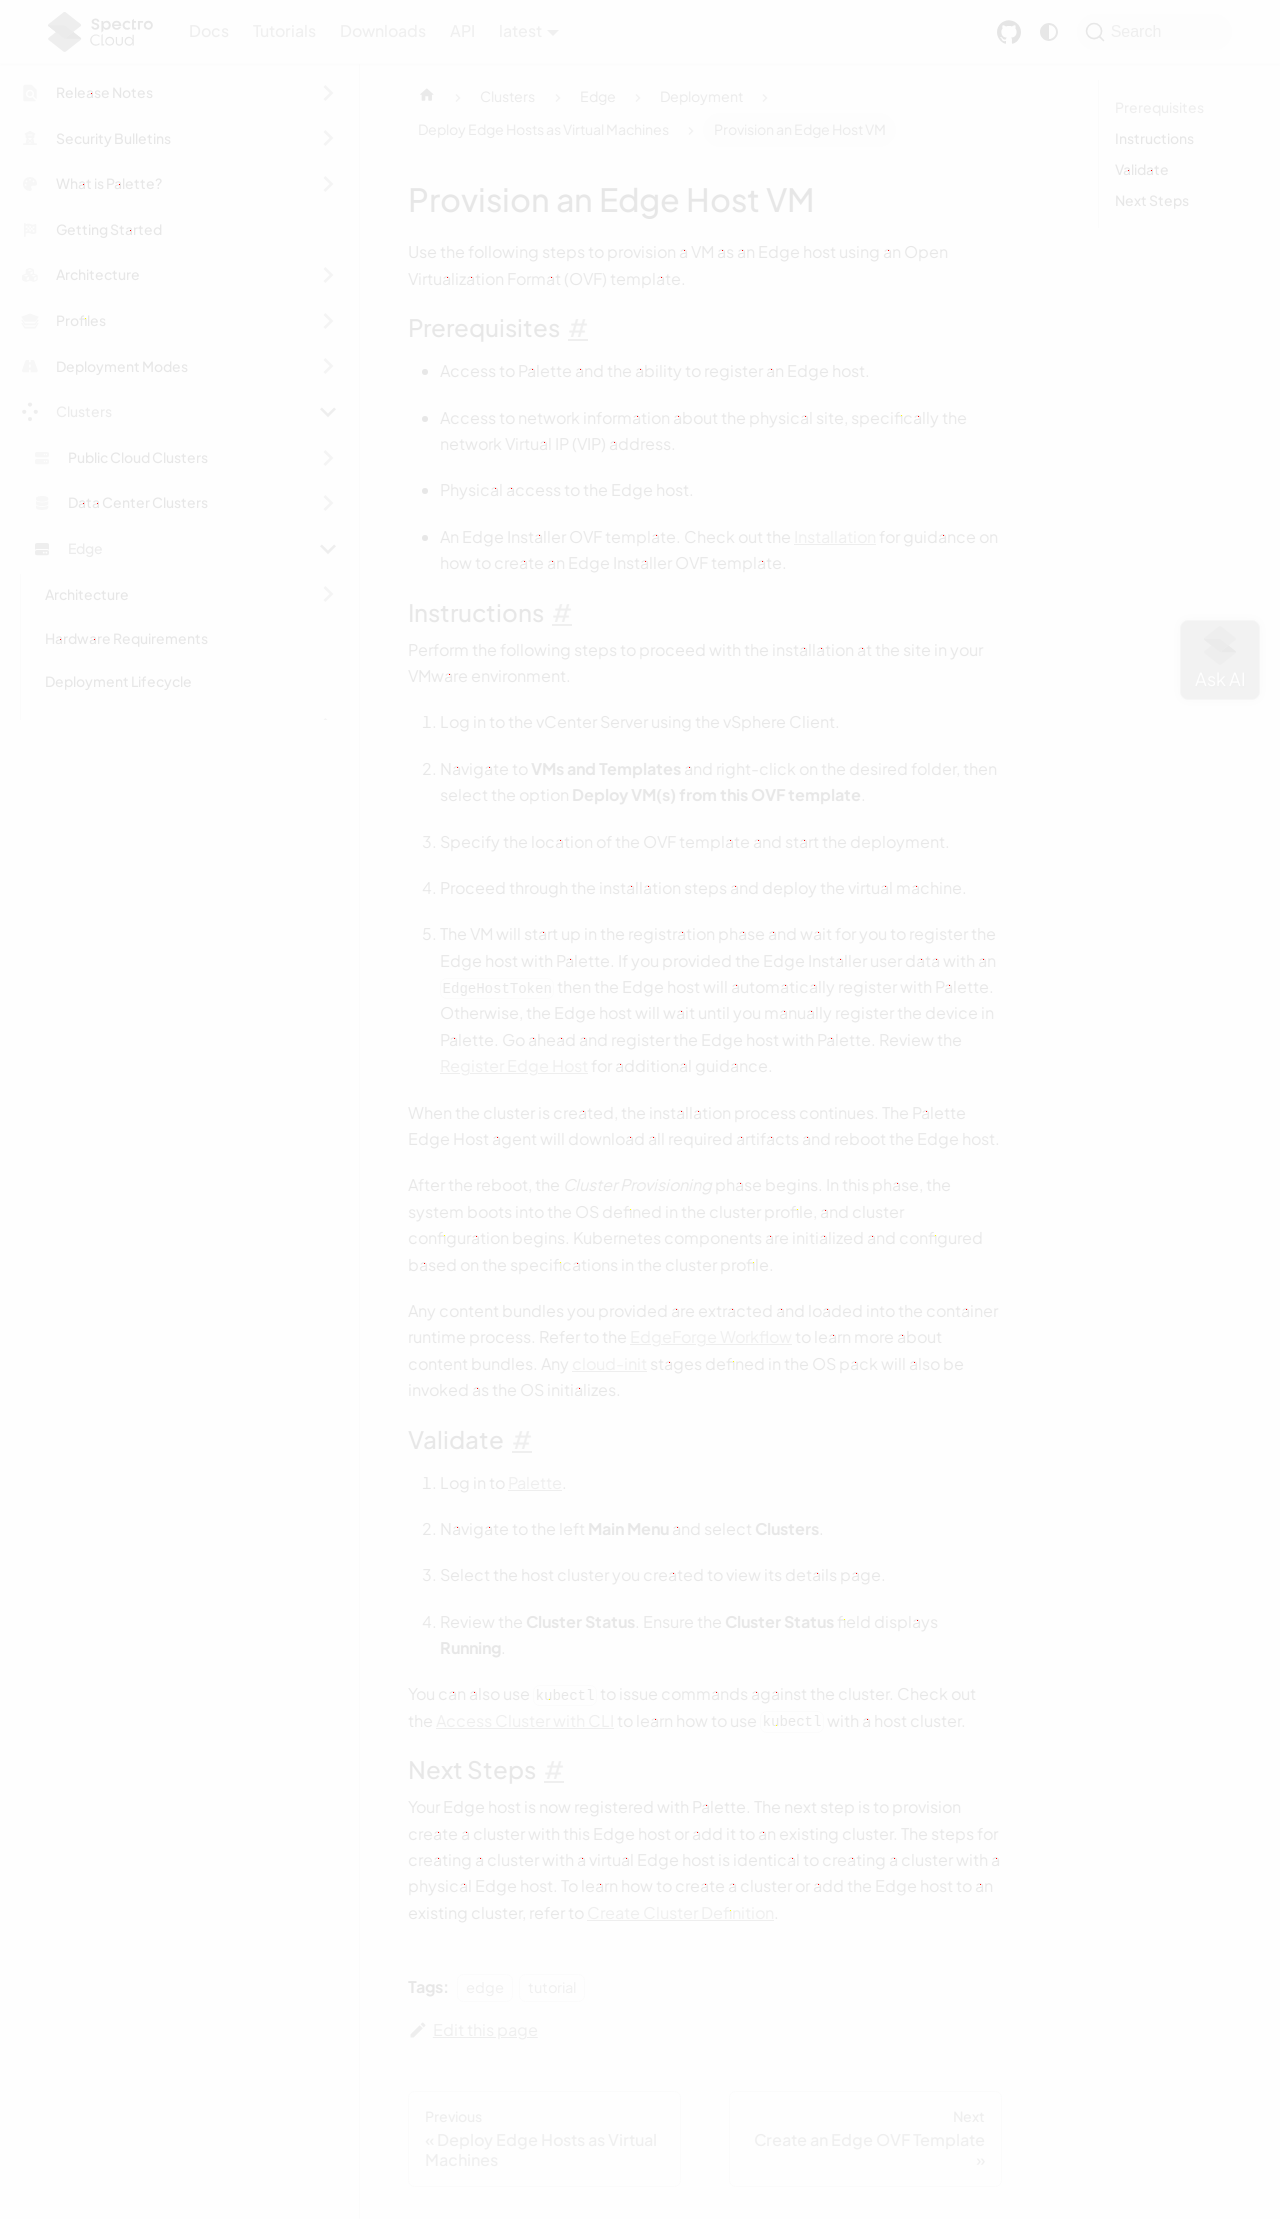 Spectro
Cloud
Docs
Tutorials
Downloads
API
latest
Search
Release Notes
Security Bulletins
What is Palette?
Getting Started
Architecture
Profiles
Deployment Modes
Clusters
Public Cloud Clusters
Data Center Clusters
Edge
Architecture
Hardware Requirements
Deployment Lifecycle
Clusters
Edge
Deployment
Deploy Edge Hosts as Virtual Machines
Provision an Edge Host VM
Provision an Edge Host VM
Use the following steps to provision a VM as an Edge host using an Open
Virtualization Format (OVF) template.
Prerequisites #
Access to Palette and the ability to register an Edge host.
Access to network information about the physical site, specifically the
network Virtual IP (VIP) address.
Physical access to the Edge host.
An Edge Installer OVF template. Check out the Installation for guidance on
how to create an Edge Installer OVF template.
Instructions #
Perform the following steps to proceed with the installation at the site in your
VMware environment.
1. Log in to the vCenter Server using the vSphere Client.
2. Navigate to VMs and Templates and right-click on the desired folder, then
select the option Deploy VM(s) from this OVF template.
3. Specify the location of the OVF template and start the deployment.
4. Proceed through the installation steps and deploy the virtual machine.
5. The VM will start up in the registration phase and wait for you to register the
Edge host with Palette. If you provided the Edge Installer user data with an
EdgeHostToken then the Edge host will automatically register with Palette.
Otherwise, the Edge host will wait until you manually register the device in
Palette. Go ahead and register the Edge host with Palette. Review the
Register Edge Host for additional guidance.
When the cluster is created, the installation process continues. The Palette
Edge Host agent will download all required artifacts and reboot the Edge host.
After the reboot, the Cluster Provisioning phase begins. In this phase, the
system boots into the OS defined in the cluster profile, and cluster
configuration begins. Kubernetes components are initialized and configured
based on the specifications in the cluster profile.
Any content bundles you provided are extracted and loaded into the container
runtime process. Refer to the EdgeForge Workflow to learn more about
content bundles. Any cloud-init stages defined in the OS pack will also be
invoked as the OS initializes.
Validate #
1. Log in to Palette.
2. Navigate to the left Main Menu and select Clusters.
3. Select the host cluster you created to view its details page.
4. Review the Cluster Status. Ensure the Cluster Status field displays
Running.
You can also use kubectl to issue commands against the cluster. Check out
the Access Cluster with CLI to learn how to use kubectl with a host cluster.
Next Steps #
Your Edge host is now registered with Palette. The next step is to provision
create a cluster with this Edge host or add it to an existing cluster. The steps for
creating a cluster with a virtual Edge host is identical to creating a cluster with a
physical Edge host. To learn how to create a cluster or add the Edge host to an
existing cluster, refer to Create Cluster Definition.
Tags: edge tutorial
Edit this page
Previous
« Deploy Edge Hosts as Virtual
Machines
Next
Create an Edge OVF Template
»
Prerequisites
Instructions
Validate
Next Steps
Ask AI